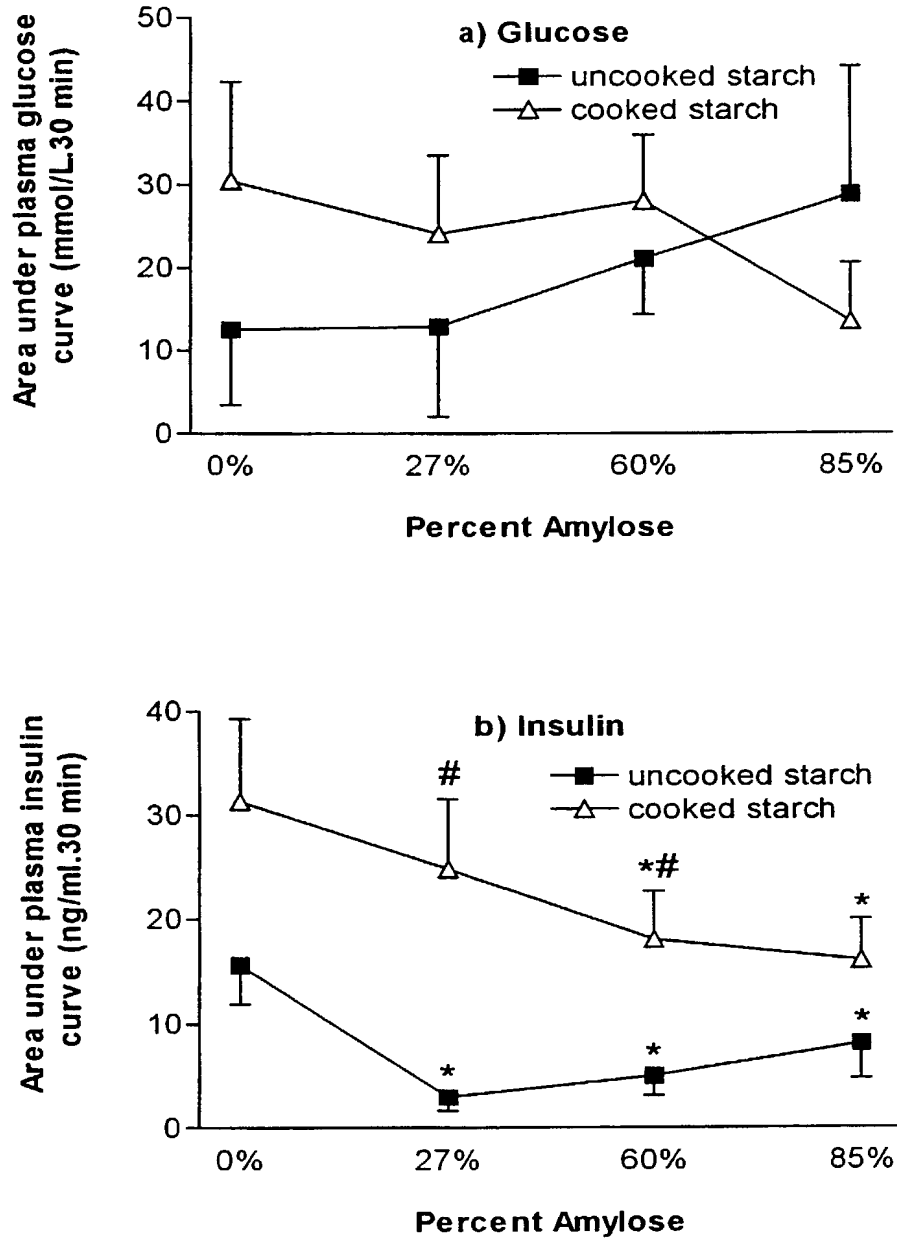 a) Glucose
uncooked starch
cooked starch
Area under plasma glucose
curve (mmol/L.30 min)
50
40
30
20
10
0
0% 27% 60% 85%
Percent Amylose
b) Insulin
uncooked starch
cooked starch
Area under plasma insulin
curve (ng/ml.30 min)
40
30
20
10
0
#
*#
*
*
*
*
0% 27% 60% 85%
Percent Amylose